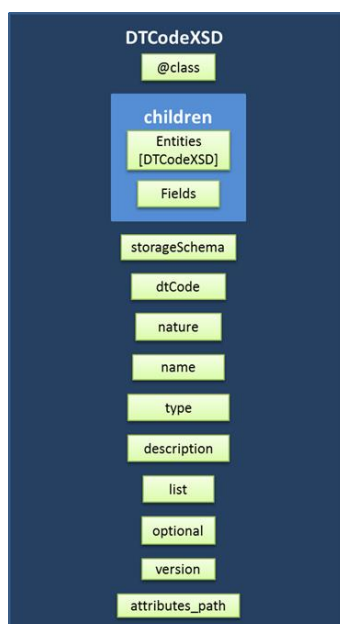 DTCodeXSD
@class
children
Entities
[DTCodeXSD]
Fields
storageSchema
dtCode
nature
name
type
description
list
optional
version
attributes_path